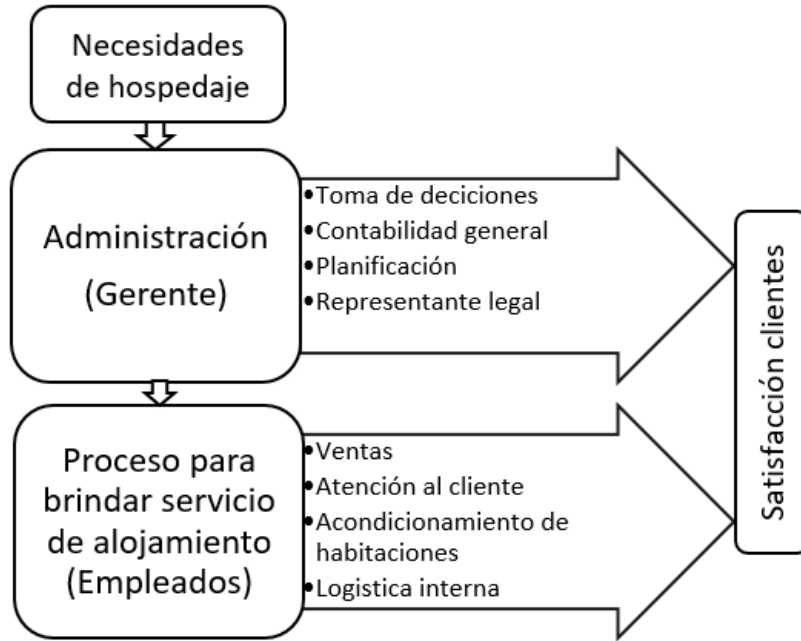 Necesidades
de hospedaje
Administración
(Gerente)
•Toma de deciciones
•Contabilidad general
•Planificación
•Representante legal
Proceso para
brindar servicio
de alojamiento
(Empleados)
•Ventas
•Atención al cliente
•Acondicionamiento de
habitaciones
•Logistica interna
Satisfacción clientes